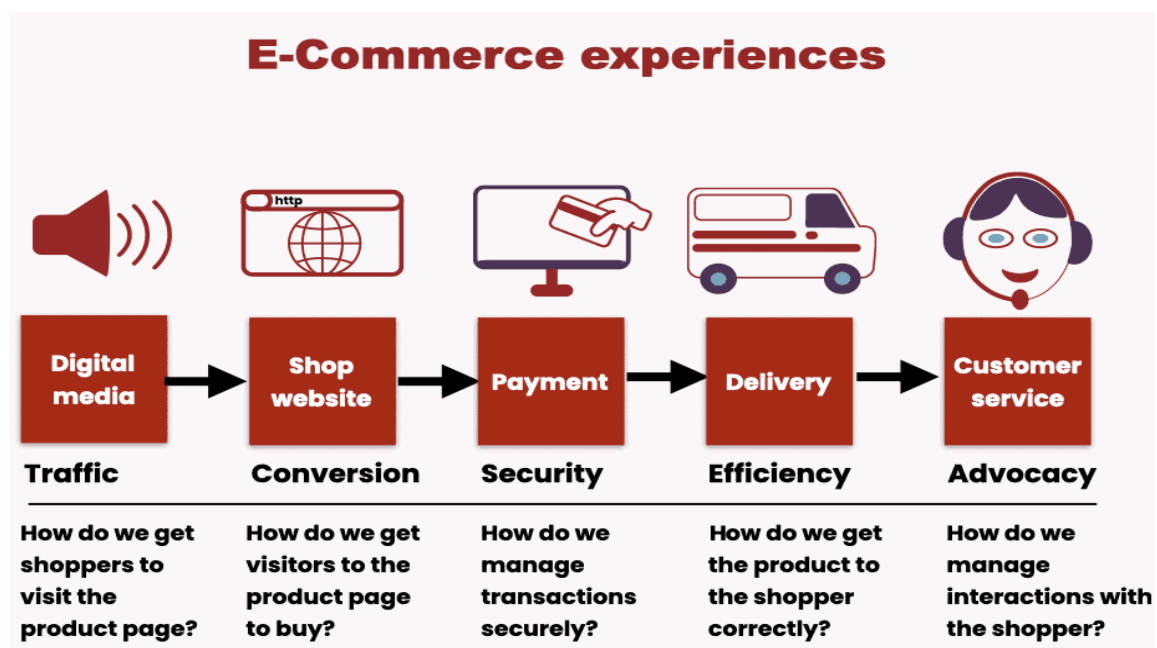 E-Commerce experiences
http
Digital
media
Shop
website
Payment
Delivery
Customer
service
Traffic
Conversion
Security
Efficiency
Advocacy
How do we get
shoppers to
visit the
product page?
How do we get
visitors to the
product page
to buy?
How do we
manage
transactions
securely?
How do we get
the product to
the shopper
correctly?
How do we
manage
interactions with
the shopper?